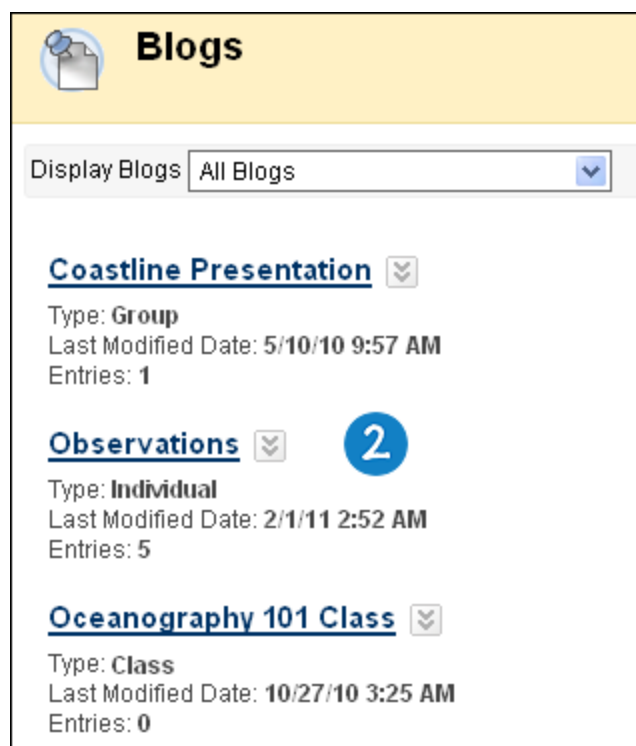 Blogs
Display Blogs All Blogs
Coastline Presentation
Type: Group
Last Modified Date: 5/10/10 9:57 AM
Entries: 1
Observations 2
Type: Individual
Last Modified Date: 2/1/11 2:52 AM
Entries: 5
Oceanography 101 Class
Type: Class
Last Modified Date: 10/27/10 3:25 AM
Entries: 0